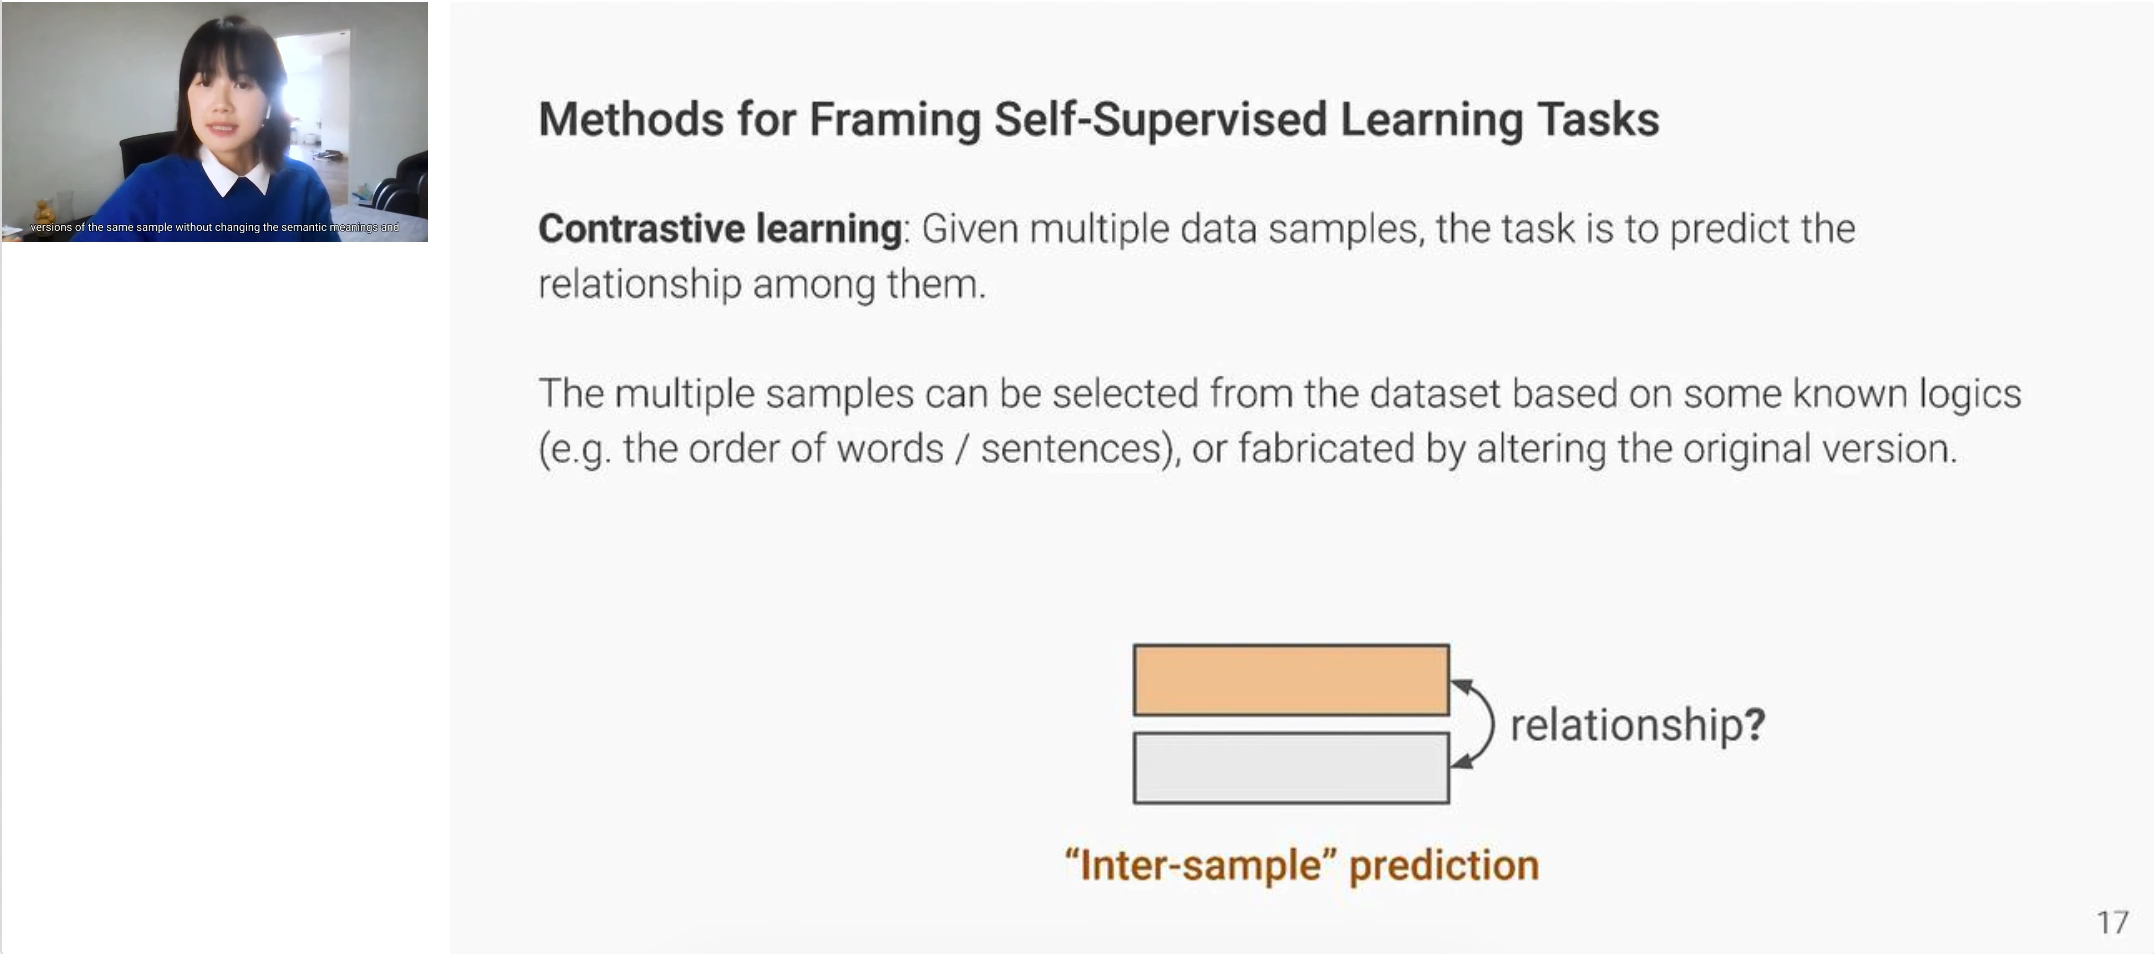 versions of the same sample without changing the semantic meanings and
Methods for Framing Self-Supervised Learning Tasks
Contrastive learning: Given multiple data samples, the task is to predict the
relationship among them.
The multiple samples can be selected from the dataset based on some known logics
(e.g. the order of words / sentences), or fabricated by altering the original version.
relationship?
“Inter-sample” prediction
17